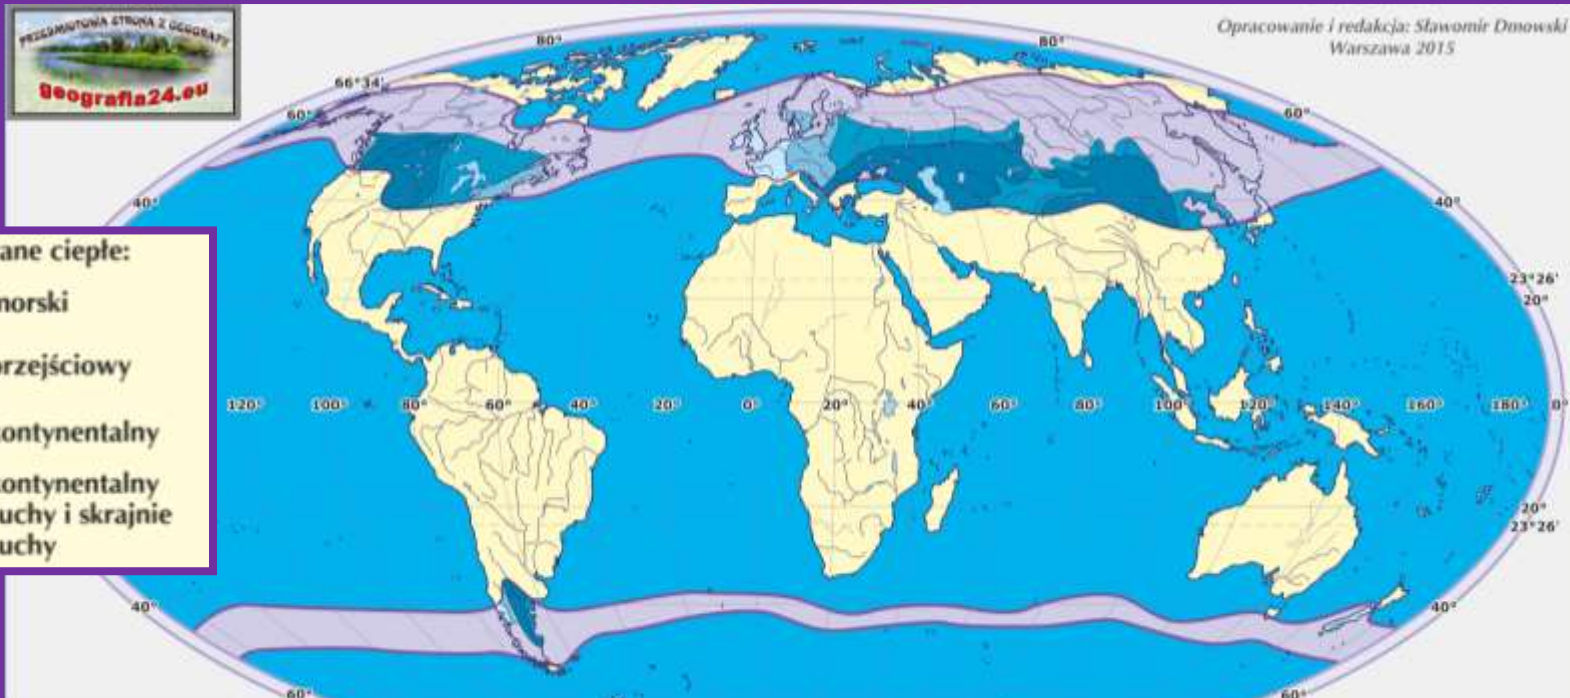 PRZEDMIOTOWA STRONA Z GEOGRAFII
geografia24.eu
Opracowanie i redakcja: Sławomir Dmowski
Warszawa 2015
80° 80°
66°34'
60° 60°
40° 40°
ane ciepłe:
morski
przejściowy
kontynentalny
kontynentalny
uchy i skrajnie
uchy
23°26'
20°
120° 100° 80° 60° 40° 20° 0° 20° 40° 60° 80° 100° 120° 140° 160° 180° 0°
20°
23°26'
40° 40°
60° 60°